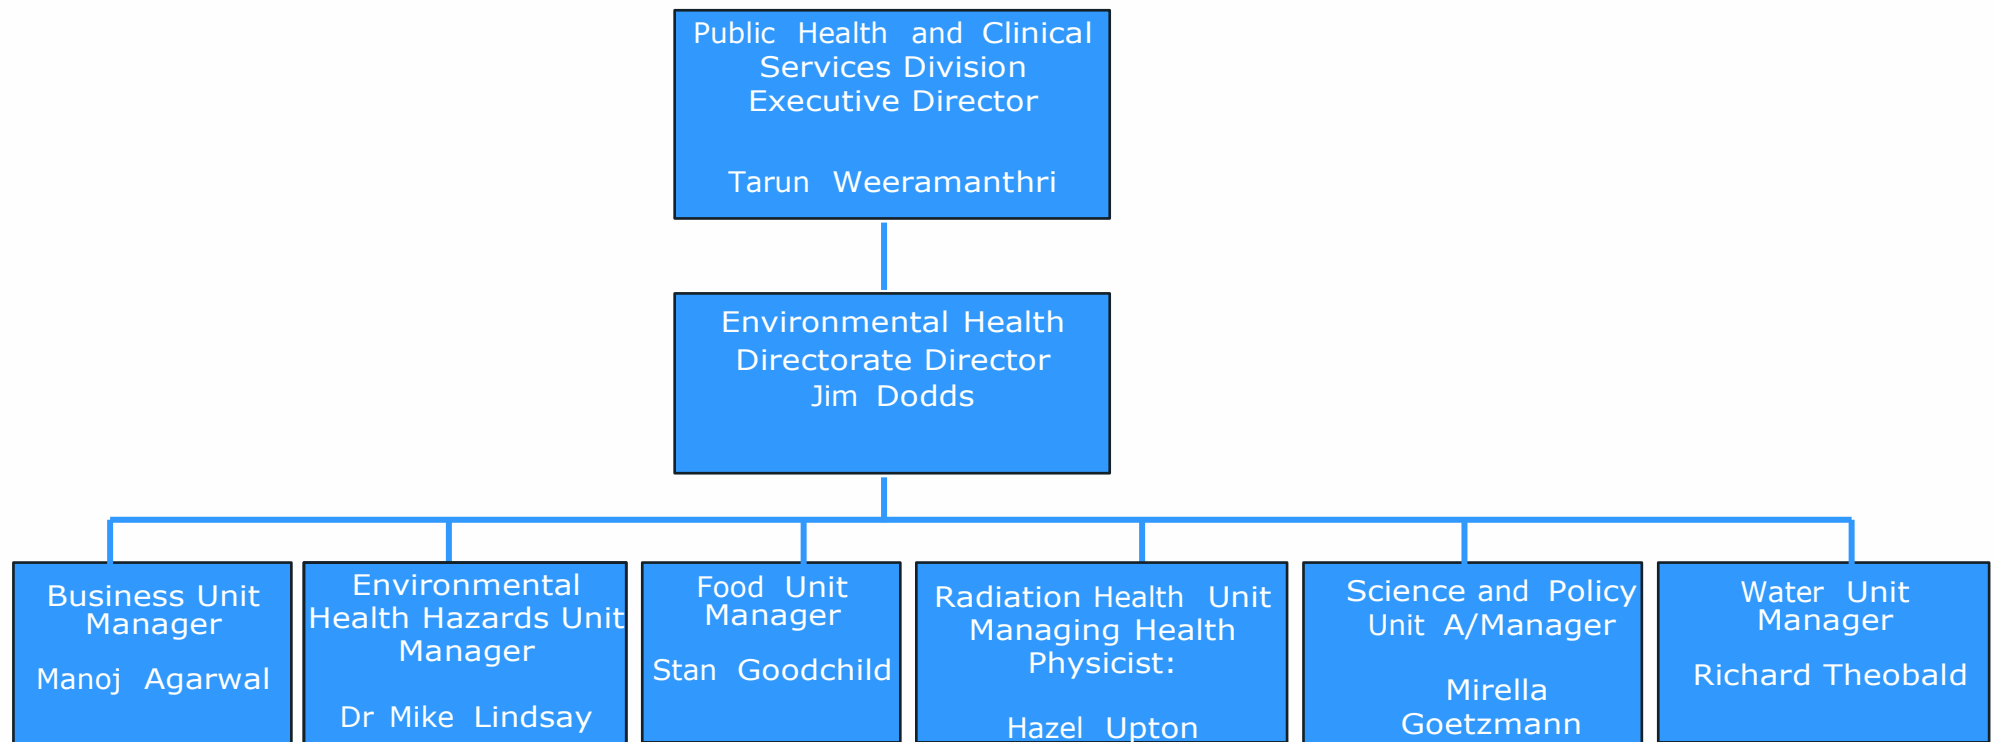 Public Health and Clinical
Services Division
Executive Director
Tarun Weeramanthri
Environmental Health
Directorate Director
Jim Dodds
Business Unit
Manager
Manoj Agarwal
Environmental
Health Hazards Unit
Manager
Dr Mike Lindsay
Food Unit
Manager
Stan Goodchild
Radiation Health Unit
Managing Health
Physicist:
Hazel Upton
Science and Policy
Unit A/Manager
Mirella
Goetzmann
Water Unit
Manager
Richard Theobald